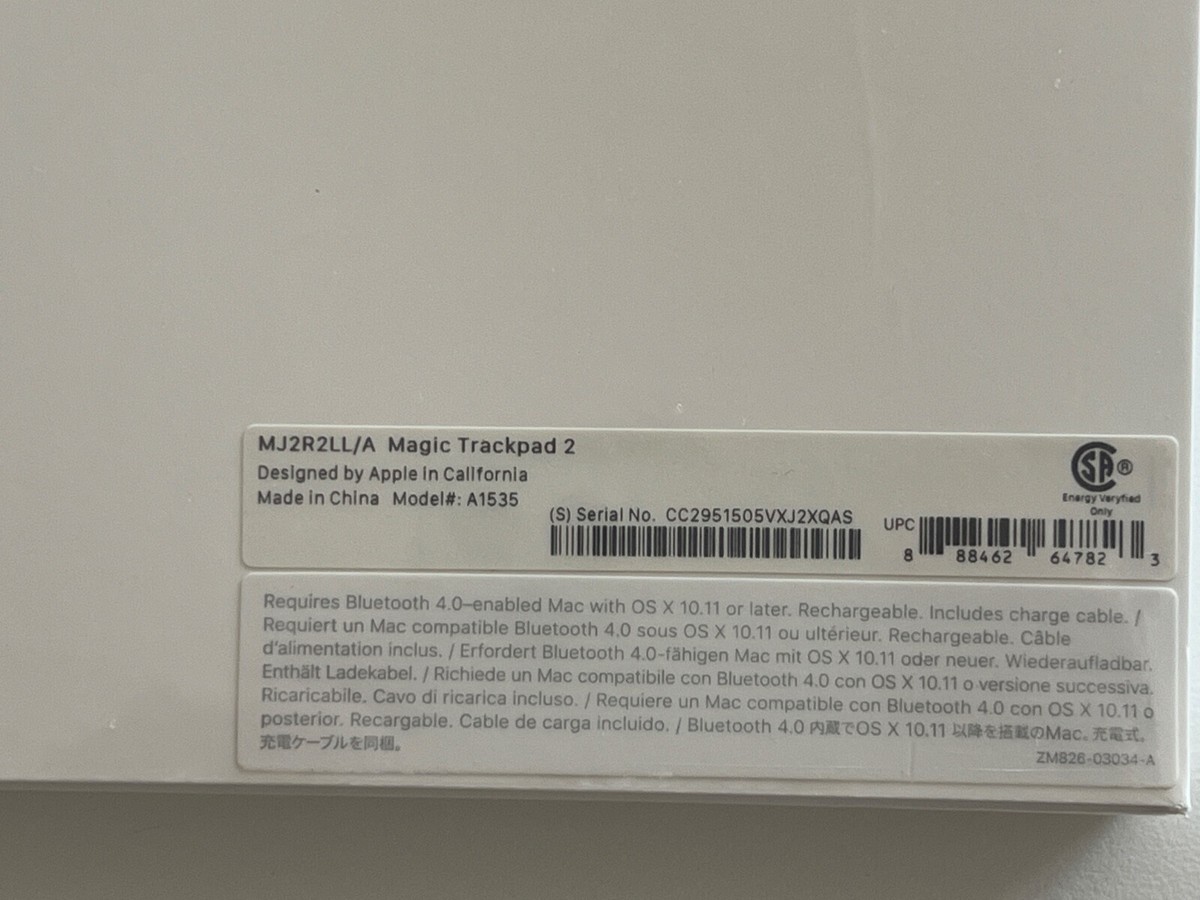 MJ2R2LL/A Magic Trackpad 2
Designed by Apple in California
Made in China Model#: A1535
(S) Serial No. CC2951505VXJ2XQAS
SA®
Energy Veryfied
Only
UPC
8 88462 64782 3
Requires Bluetooth 4.0–enabled Mac with OS X 10.11 or later. Rechargeable. Includes charge cable. /
Requiert un Mac compatible Bluetooth 4.0 sous OS X 10.11 ou ultérieur. Rechargeable. Câble
d'alimentation inclus. / Erfordert Bluetooth 4.0-fähigen Mac mit OS X 10.11 oder neuer. Wiederaufladbar.
Enthält Ladekabel. / Richiede un Mac compatibile con Bluetooth 4.0 con OS X 10.11 o versione successiva.
Ricaricabile. Cavo di ricarica incluso. / Requiere un Mac compatible con Bluetooth 4.0 con OS X 10.11 o
posterior. Recargable. Cable de carga incluido. / Bluetooth 4.0 内蔵でOS X 10.11 以降を搭載のMac。充電式。
充電ケーブルを同梱。
ZM826-03034-A